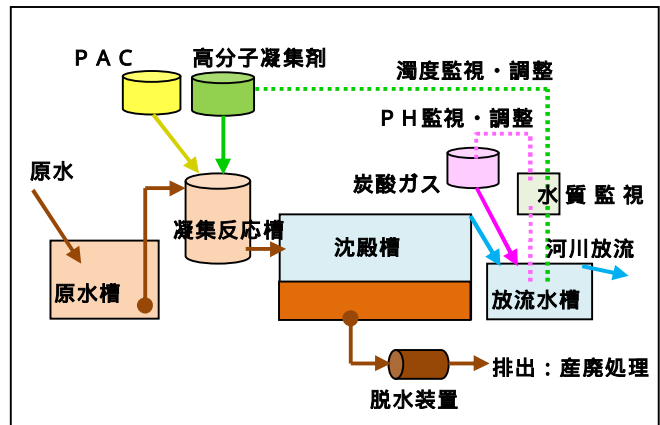 ＰＡＣ
高分子凝集剤
濁度監視・調整
ＰＨ監視・調整
原水
炭酸ガス
水質監視
凝集反応槽
沈殿槽
河川放流
原水槽
放流水槽
排出：産廃処理
脱水装置